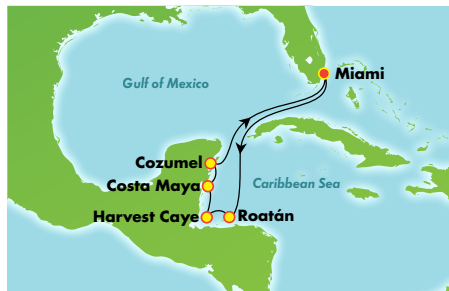 Miami
Gulf of Mexico
Cozumel
Costa Maya
Caribbean Sea
Harvest Caye
Roatán